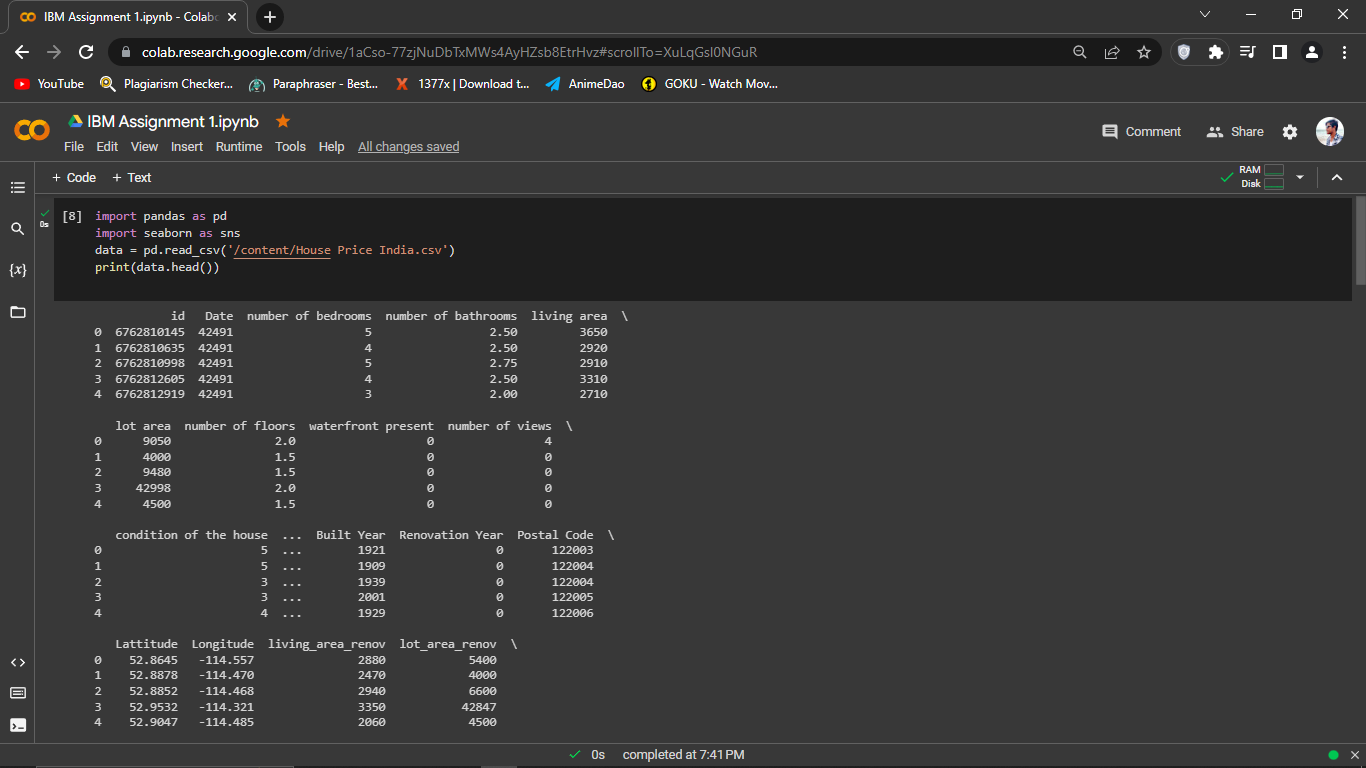 IBM Assignment 1.ipynb - Colab
colab.research.google.com/drive/1aCso-77zjNuDbTxMWs4AyHZsb8EtrHvz#scrollTo=XuLqGsI0NGuR
YouTube Plagiarism Checker... Paraphraser - Best... 1377x | Download t... AnimeDao GOKU - Watch Mov...
IBM Assignment 1.ipynb
Comment Share
File Edit View Insert Runtime Tools Help All changes saved
+ Code + Text
RAM
Disk
0s
[8] import pandas as pd
import seaborn as sns
data = pd.read_csv('/content/House Price India.csv')
print(data.head())
{x}
id Date number of bedrooms number of bathrooms living area \
0 6762810145 42491 5 2.50 3650
1 6762810635 42491 4 2.50 2920
2 6762810998 42491 5 2.75 2910
3 6762812605 42491 4 2.50 3310
4 6762812919 42491 3 2.00 2710
lot area number of floors waterfront present number of views \
0 9050 2.0 0 4
1 4000 1.5 0 0
2 9480 1.5 0 0
3 42998 2.0 0 0
4 4500 1.5 0 0
condition of the house ... Built Year Renovation Year Postal Code \
0 5 ... 1921 0 122003
1 5 ... 1909 0 122004
2 3 ... 1939 0 122004
3 3 ... 2001 0 122005
4 4 ... 1929 0 122006
Lattitude Longitude living_area_renov lot_area_renov \
0 52.8645 -114.557 2880 5400
1 52.8878 -114.470 2470 4000
2 52.8852 -114.468 2940 6600
3 52.9532 -114.321 3350 42847
4 52.9047 -114.485 2060 4500
0s completed at 7:41 PM